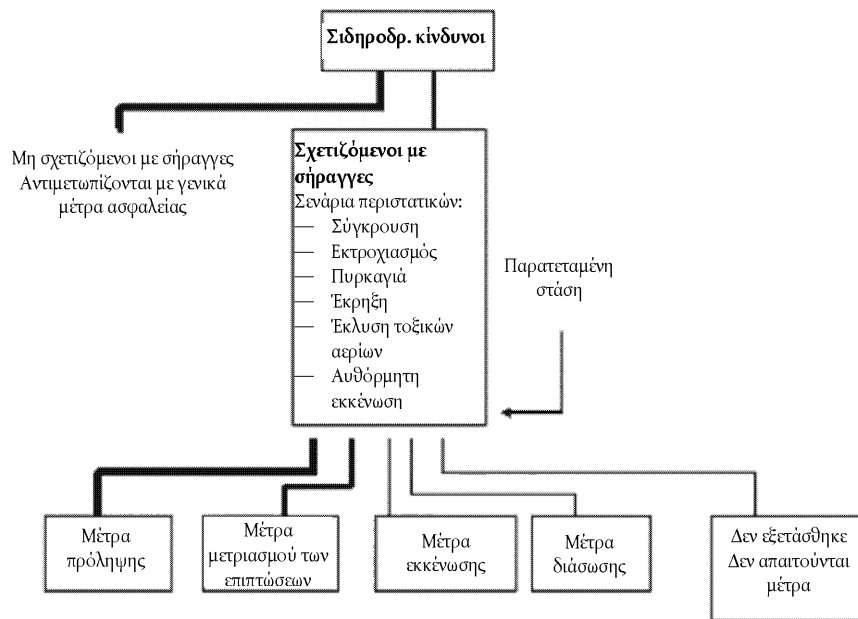 Σιδηροδρ. κίνδυνοι
Μη σχετιζόμενοι με σήραγγες
Αντιμετωπίζονται με γενικά
μέτρα ασφαλείας
Σχετιζόμενοι με
σήραγγες
Σενάρια περιστατικών:
— Σύγκρουση
— Εκτροχιασμός
— Πυρκαγιά
— Έκρηξη
— Έκλυση τοξικών
αερίων
— Αυθόρμητη
εκκένωση
Παρατεταμένη
στάση
Μέτρα
πρόληψης
Μέτρα
μετριασμού των
επιπτώσεων
Μέτρα
εκκένωσης
Μέτρα
διάσωσης
Δεν εξετάσθηκε
Δεν απαιτούνται
μέτρα